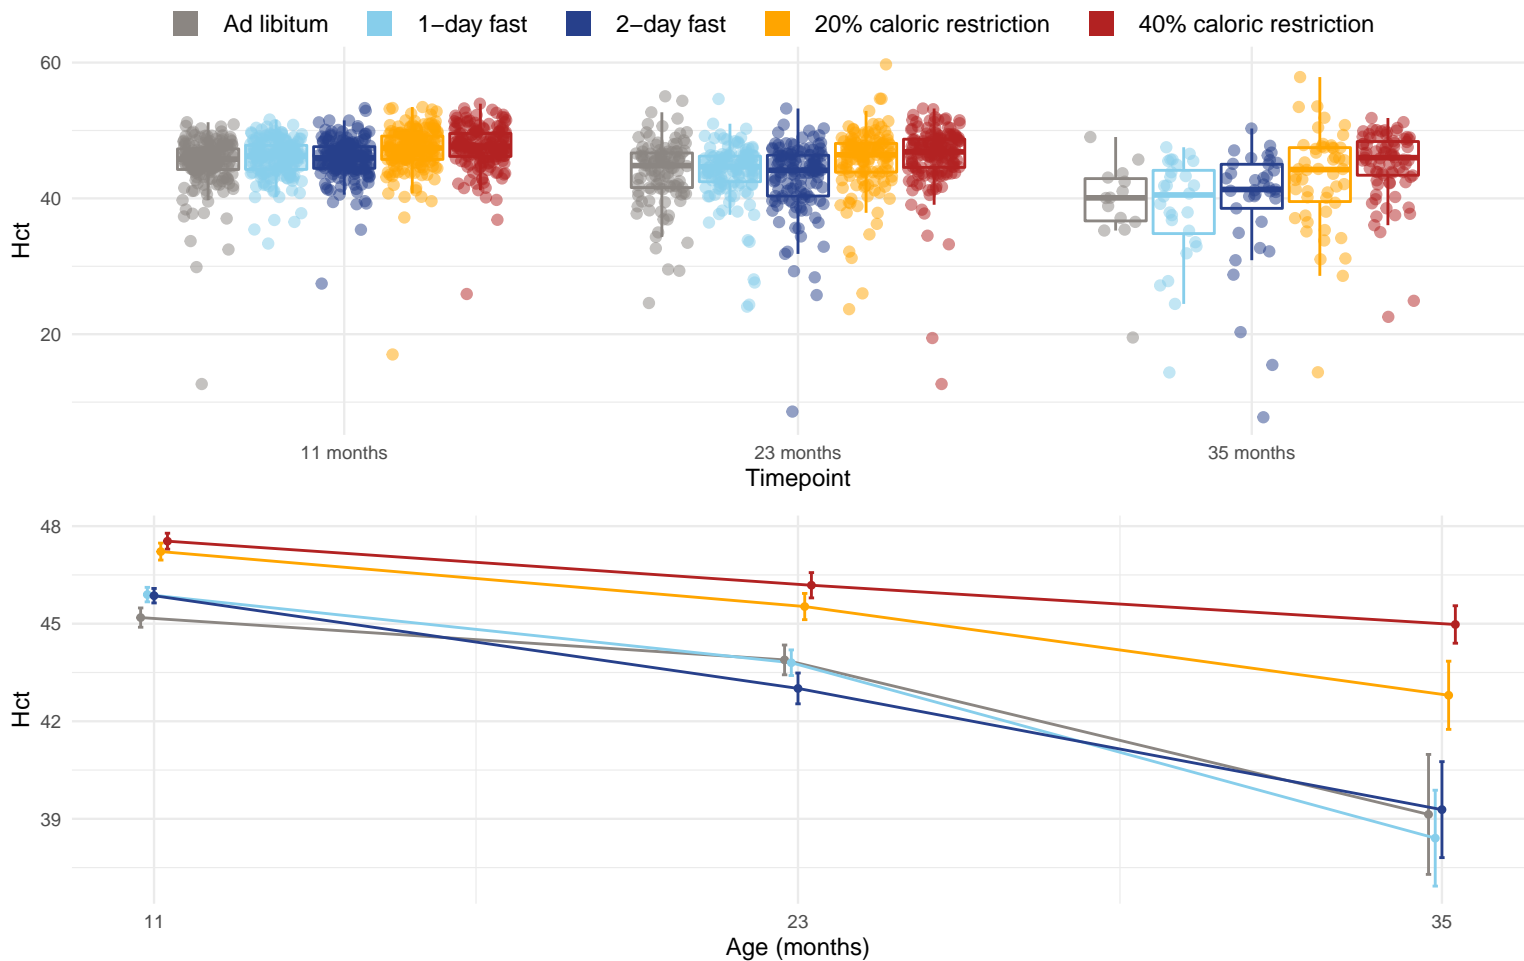 Ad libitum 1−day fast 2−day fast 20% caloric restriction 40% caloric restriction
60
40
20
Hct
11 months 23 months 35 months
Timepoint
48
45
42
39
Hct
11 23 35
Age (months)